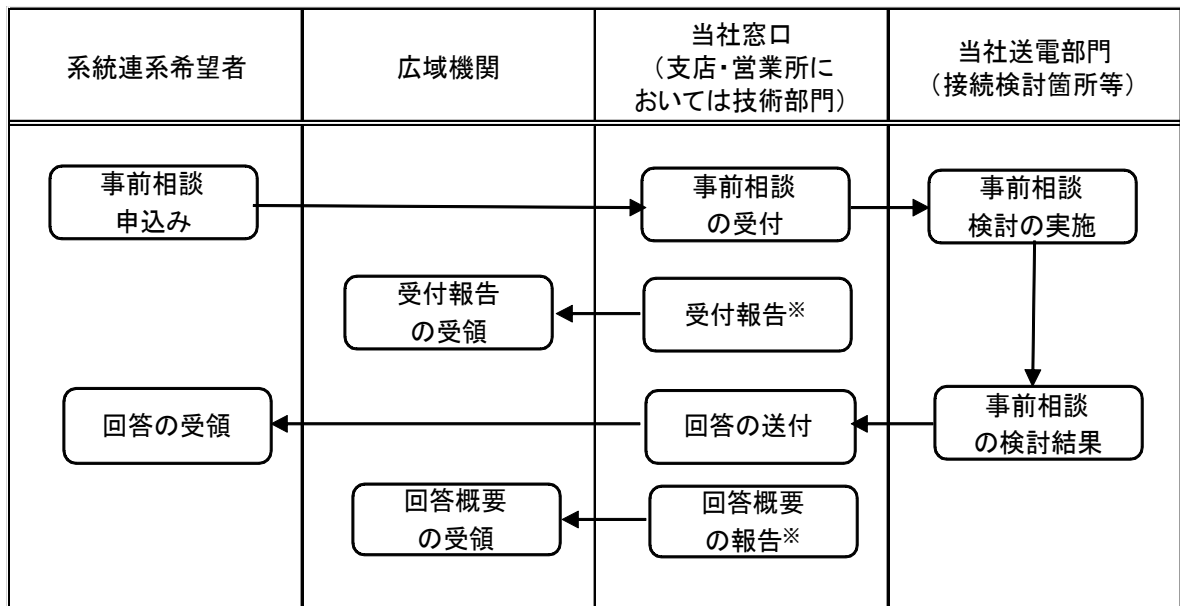 系統連系希望者
広域機関
当社窓口
（支店・営業所に
おいては技術部門）
当社送電部門
（接続検討箇所等）
事前相談
申込み
事前相談
の受付
事前相談
検討の実施
受付報告
の受領
受付報告※
回答の受領
回答の送付
事前相談
の検討結果
回答概要
の受領
回答概要
の報告※